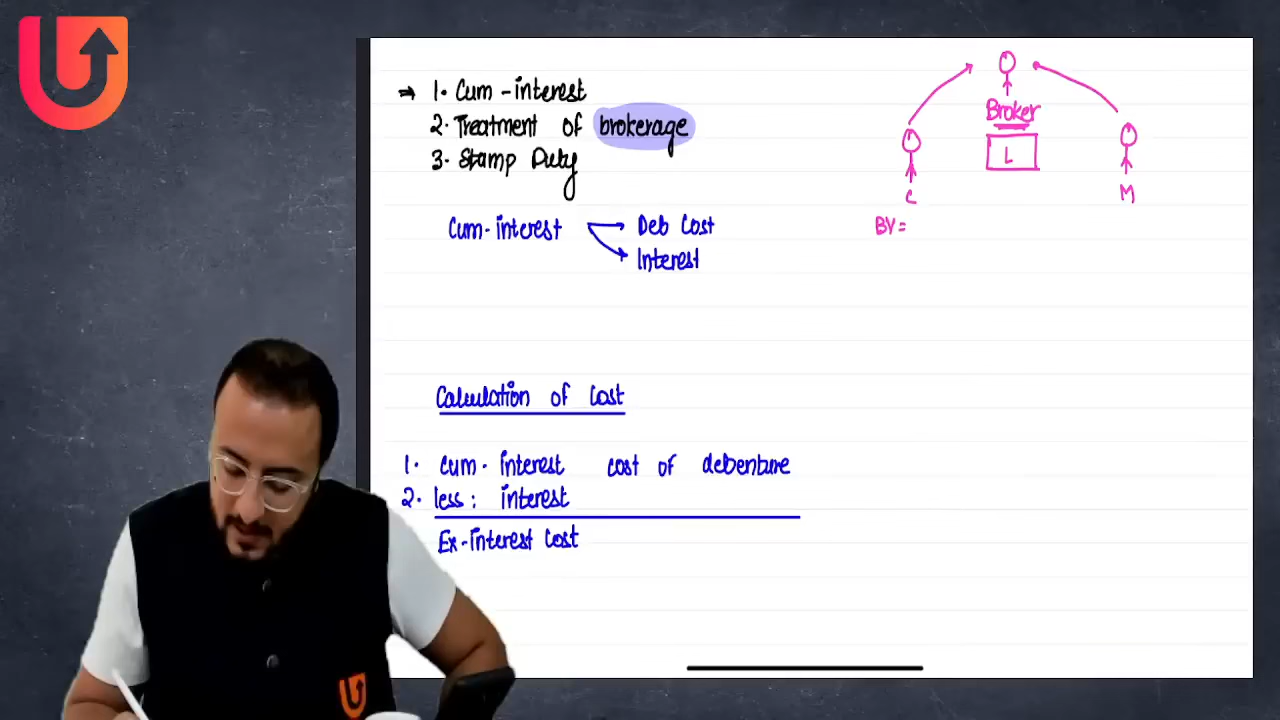 1. Cum-interest
2. Treatment of brokerage
3. Stamp Duty
Cum-interest
Deb Cost
Interest
Broker
L
C
M
BV=
Calculation of Cost
1. Cum-interest cost of debenture
2. less: interest
Ex-interest Cost